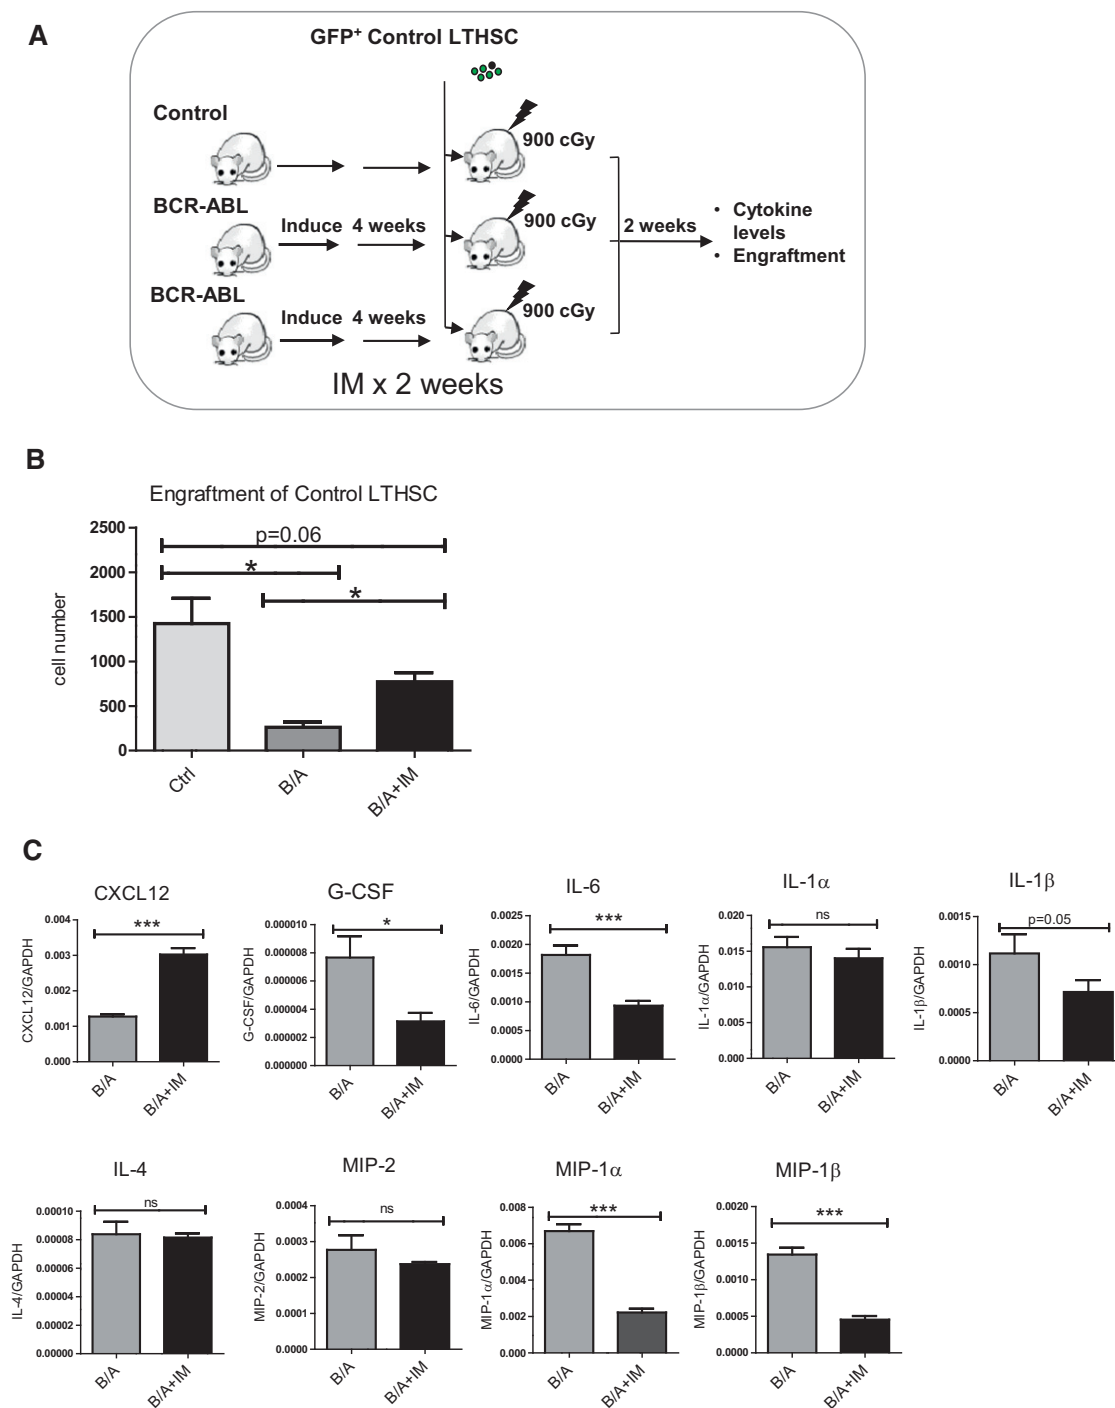 A
GFP+ Control LTHSC
Control
900 cGy
BCR-ABL
Induce 4 weeks
900 cGy
2 weeks
• Cytokine
levels
• Engraftment
BCR-ABL
Induce 4 weeks
900 cGy
IM x 2 weeks
B
Engraftment of Control LTHSC
cell number
2500
2000
1500
1000
500
0
p=0.06
*
*
Ctrl
B/A
B/A+IM
C
CXCL12
CXCL12/GAPDH
0.004
0.003
0.002
0.001
0.000
***
B/A
B/A+IM
G-CSF
G-CSF/GAPDH
0.000010
0.000008
0.000006
0.000004
0.000002
0.000000
*
B/A
B/A+IM
IL-6
IL-6/GAPDH
0.0025
0.0020
0.0015
0.0010
0.0005
0.0000
***
B/A
B/A+IM
IL-1α
IL-1α/GAPDH
0.020
0.015
0.010
0.005
0.000
ns
B/A
B/A+IM
IL-1β
IL-1β/GAPDH
0.0015
0.0010
0.0005
0.0000
p=0.05
B/A
B/A+IM
IL-4
IL-4/GAPDH
0.00010
0.00008
0.00006
0.00004
0.00002
0.00000
ns
B/A
B/A+IM
MIP-2
MIP-2/GAPDH
0.0004
0.0003
0.0002
0.0001
0.0000
ns
B/A
B/A+IM
MIP-1α
MIP-1α/GAPDH
0.008
0.006
0.004
0.002
0.000
***
B/A
B/A+IM
MIP-1β
MIP-1β/GAPDH
0.0020
0.0015
0.0010
0.0005
0.0000
***
B/A
B/A+IM